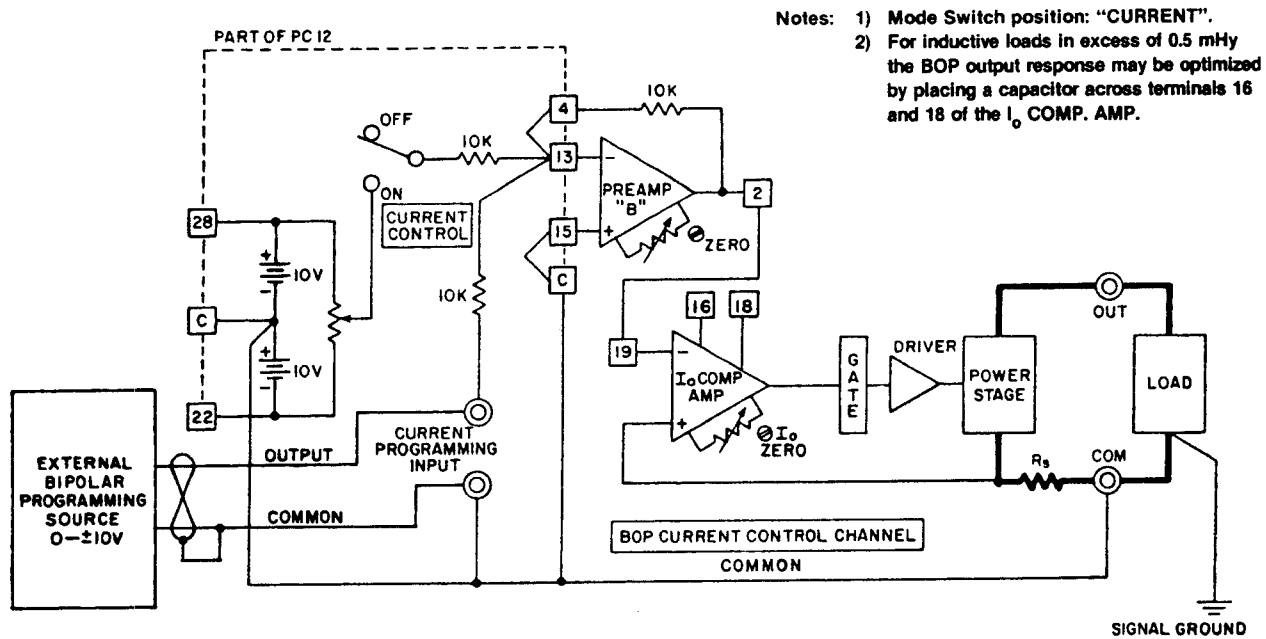 Notes: 1) Mode Switch position: “CURRENT”.
2) For inductive loads in excess of 0.5 mHy
the BOP output response may be optimized
by placing a capacitor across terminals 16
and 18 of the Io COMP. AMP.
PART OF PC 12
OFF
10K
4
10K
13
−
PREAMP
"B"
+
2
ZERO
ON
CURRENT
CONTROL
28
+
10V
−
15
C
10K
C
+
10V
−
22
16
18
19
−
Io COMP
AMP
+
Io
ZERO
GATE
DRIVER
POWER
STAGE
OUT
LOAD
Rs
COM
EXTERNAL
BIPOLAR
PROGRAMMING
SOURCE
0−±10V
OUTPUT
COMMON
CURRENT
PROGRAMMING
INPUT
BOP CURRENT CONTROL CHANNEL
COMMON
SIGNAL GROUND